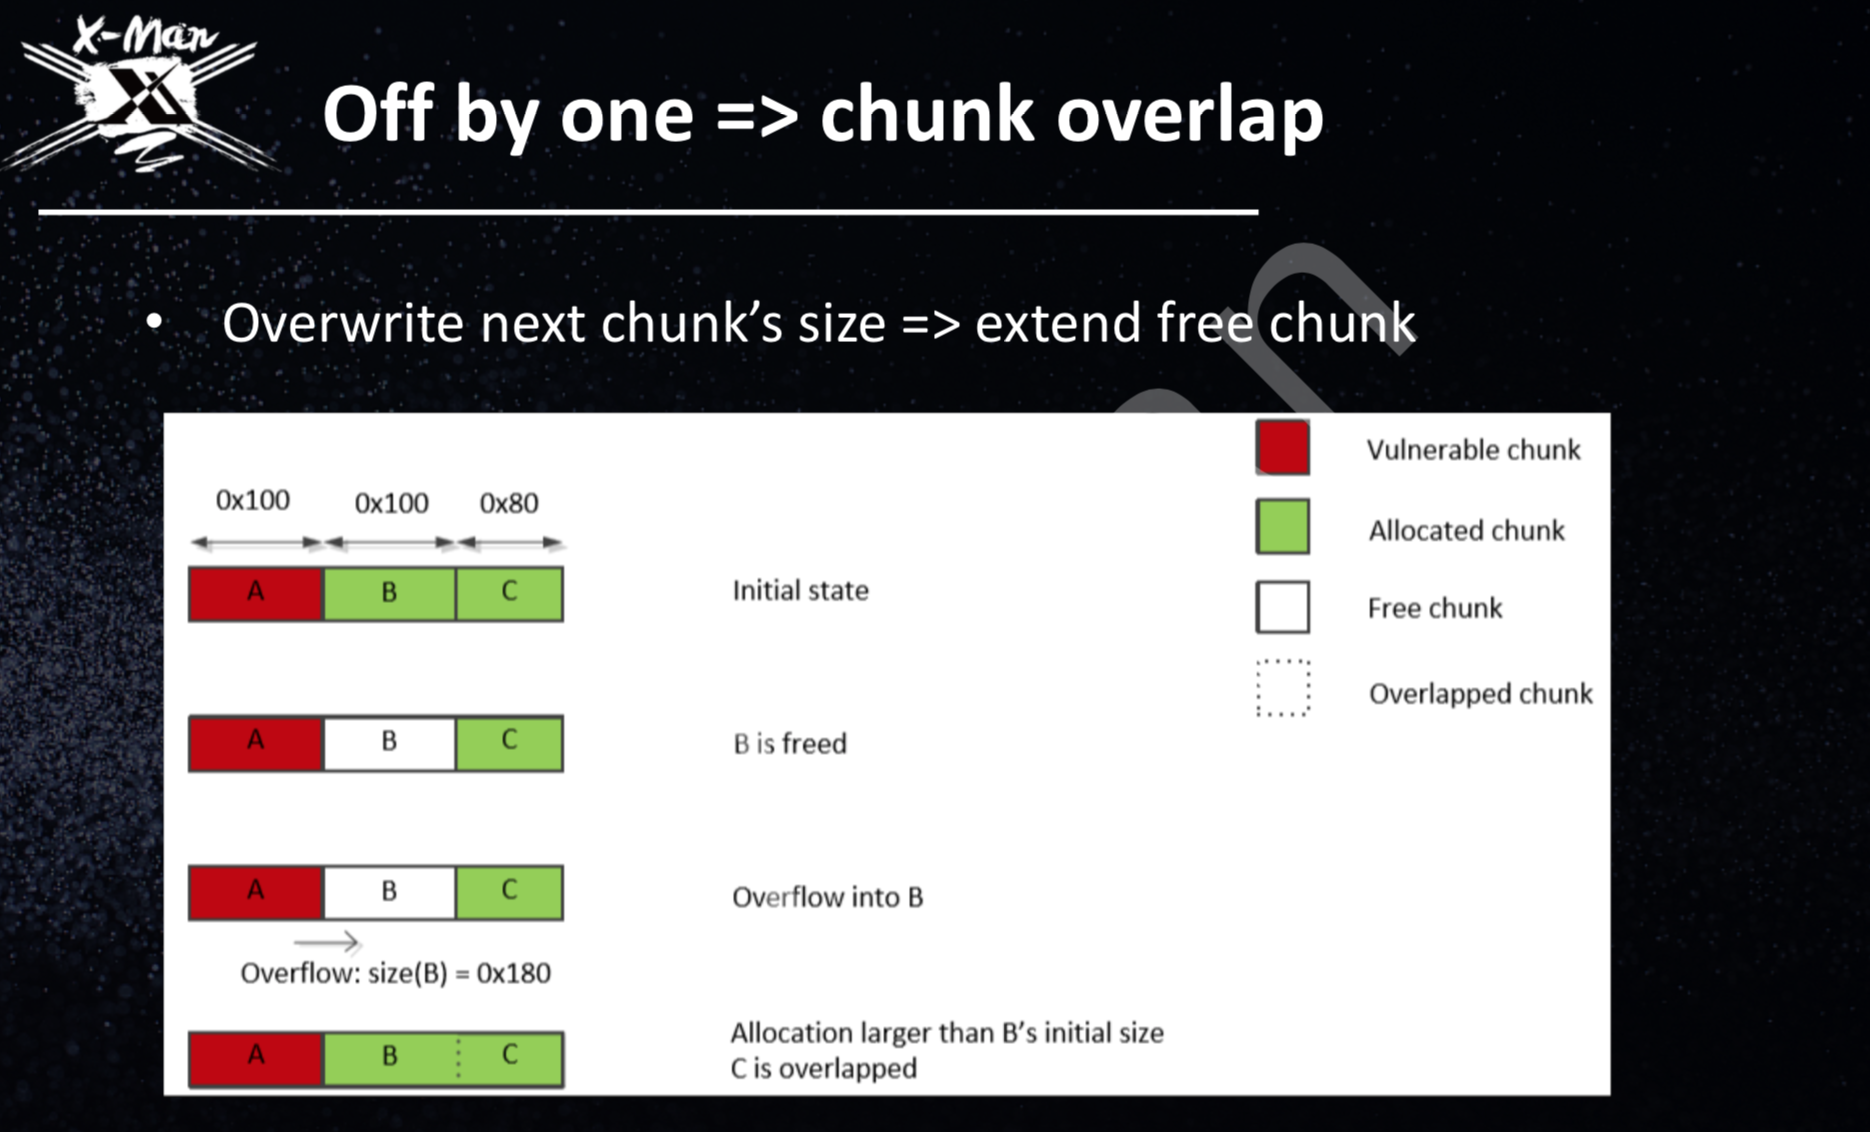 X-Man
Off by one => chunk overlap
• Overwrite next chunk's size => extend free chunk
Vulnerable chunk
Allocated chunk
Free chunk
Overlapped chunk
0x100 0x100 0x80
A B C Initial state
A B C B is freed
A B C Overflow into B
Overflow: size(B) = 0x180
A B C Allocation larger than B's initial size
C is overlapped